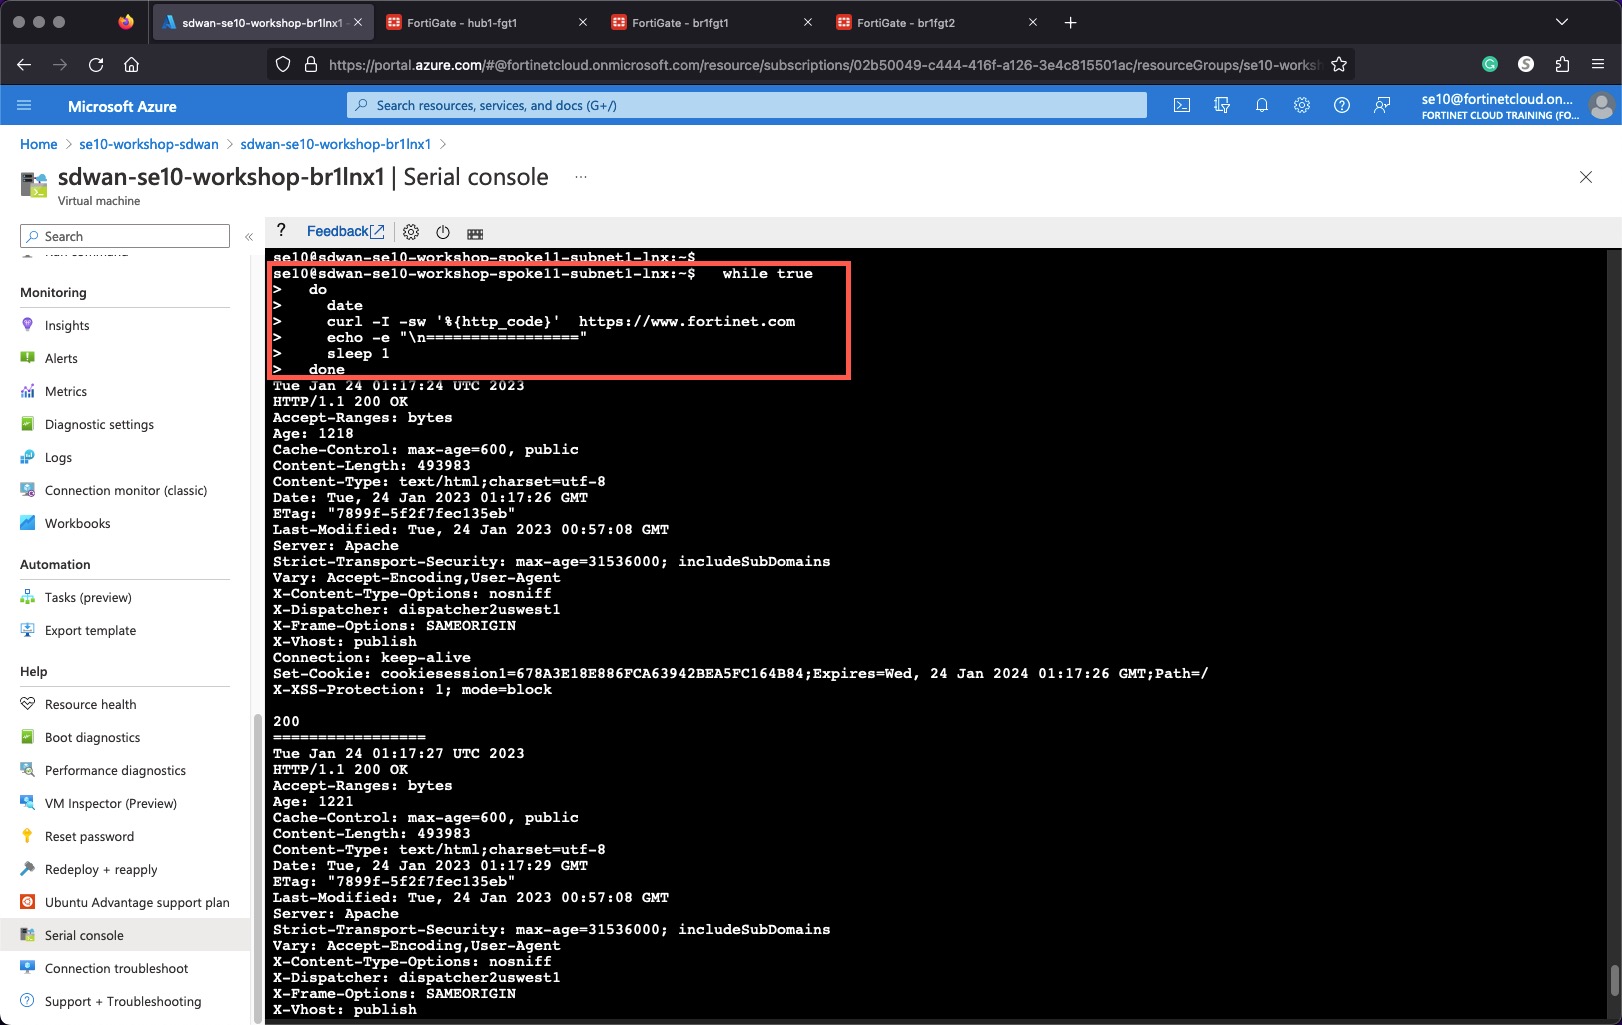 sdwan-se10-workshop-br1lnx1 -
FortiGate - hub1-fgt1
FortiGate - br1fgt1
FortiGate - br1fgt2
https://portal.azure.com/#@fortinetcloud.onmicrosoft.com/resource/subscriptions/02b50049-c444-416f-a126-3e4c815501ac/resourceGroups/se10-worksh
Microsoft Azure
Search resources, services, and docs (G+/)
se10@fortinetcloud.on...
FORTINET CLOUD TRAINING (FO...
Home > se10-workshop-sdwan > sdwan-se10-workshop-br1lnx1 >
sdwan-se10-workshop-br1lnx1 | Serial console ...
Virtual machine
Search
«
? Feedback
Run command
Monitoring
Insights
Alerts
Metrics
Diagnostic settings
Logs
Connection monitor (classic)
Workbooks
Automation
Tasks (preview)
Export template
Help
Resource health
Boot diagnostics
Performance diagnostics
VM Inspector (Preview)
Reset password
Redeploy + reapply
Ubuntu Advantage support plan
Serial console
Connection troubleshoot
Support + Troubleshooting
se10@sdwan-se10-workshop-spoke11-subnet1-lnx:~$
se10@sdwan-se10-workshop-spoke11-subnet1-lnx:~$   while true
>   do
>     date
>     curl -I -sw '%{http_code}'  https://www.fortinet.com
>     echo -e "\n================="
>     sleep 1
>   done
Tue Jan 24 01:17:24 UTC 2023
HTTP/1.1 200 OK
Accept-Ranges: bytes
Age: 1218
Cache-Control: max-age=600, public
Content-Length: 493983
Content-Type: text/html;charset=utf-8
Date: Tue, 24 Jan 2023 01:17:26 GMT
ETag: "7899f-5f2f7fec135eb"
Last-Modified: Tue, 24 Jan 2023 00:57:08 GMT
Server: Apache
Strict-Transport-Security: max-age=31536000; includeSubDomains
Vary: Accept-Encoding,User-Agent
X-Content-Type-Options: nosniff
X-Dispatcher: dispatcher2uswest1
X-Frame-Options: SAMEORIGIN
X-Vhost: publish
Connection: keep-alive
Set-Cookie: cookiesession1=678A3E18E886FCA63942BEA5FC164B84;Expires=Wed, 24 Jan 2024 01:17:26 GMT;Path=/
X-XSS-Protection: 1; mode=block
200
=================
Tue Jan 24 01:17:27 UTC 2023
HTTP/1.1 200 OK
Accept-Ranges: bytes
Age: 1221
Cache-Control: max-age=600, public
Content-Length: 493983
Content-Type: text/html;charset=utf-8
Date: Tue, 24 Jan 2023 01:17:29 GMT
ETag: "7899f-5f2f7fec135eb"
Last-Modified: Tue, 24 Jan 2023 00:57:08 GMT
Server: Apache
Strict-Transport-Security: max-age=31536000; includeSubDomains
Vary: Accept-Encoding,User-Agent
X-Content-Type-Options: nosniff
X-Dispatcher: dispatcher2uswest1
X-Frame-Options: SAMEORIGIN
X-Vhost: publish